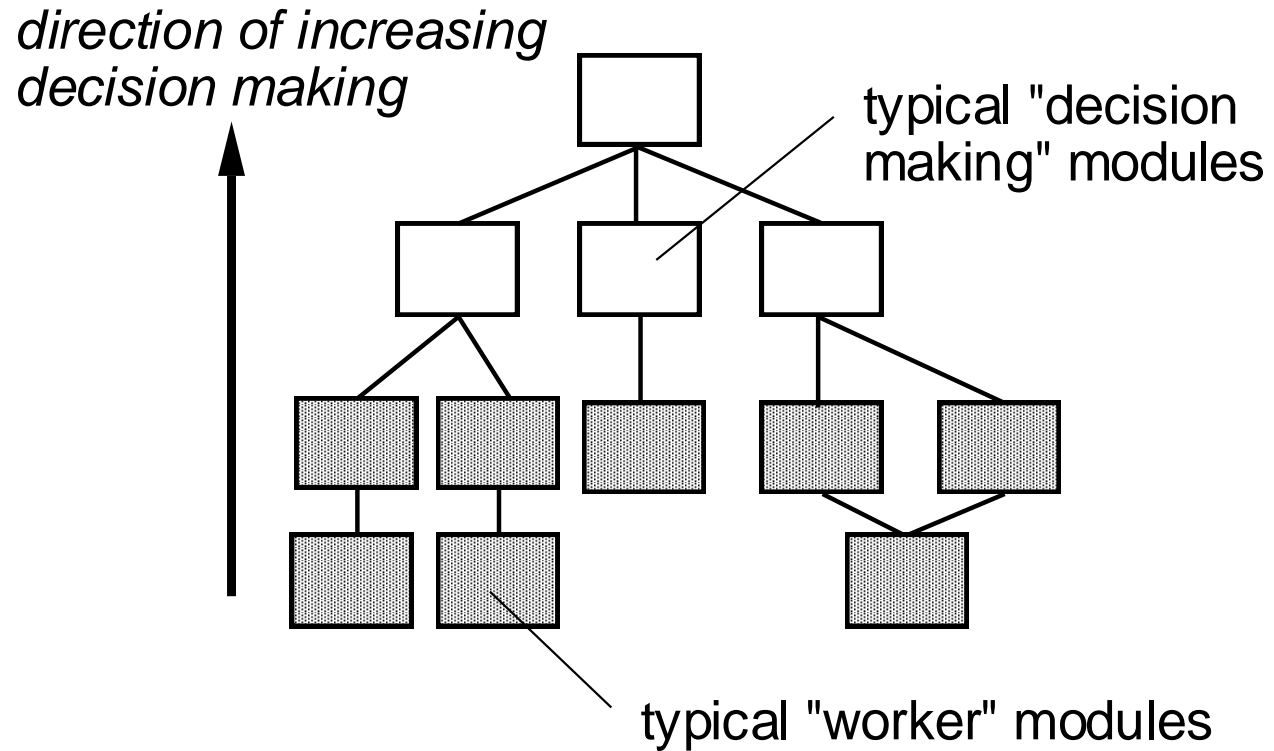 direction of increasing
decision making
typical "decision
making" modules
typical "worker" modules